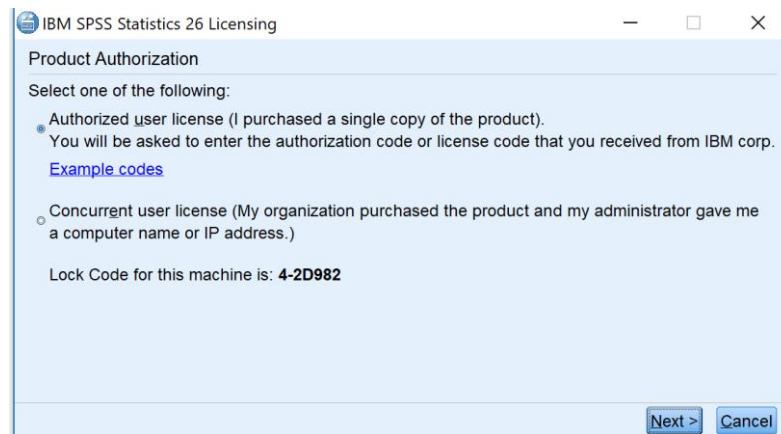 IBM SPSS Statistics 26 Licensing
Product Authorization
Select one of the following:
Authorized user license (I purchased a single copy of the product).
You will be asked to enter the authorization code or license code that you received from IBM corp.
Example codes
Concurrent user license (My organization purchased the product and my administrator gave me
a computer name or IP address.)
Lock Code for this machine is: 4-2D982
Next > Cancel